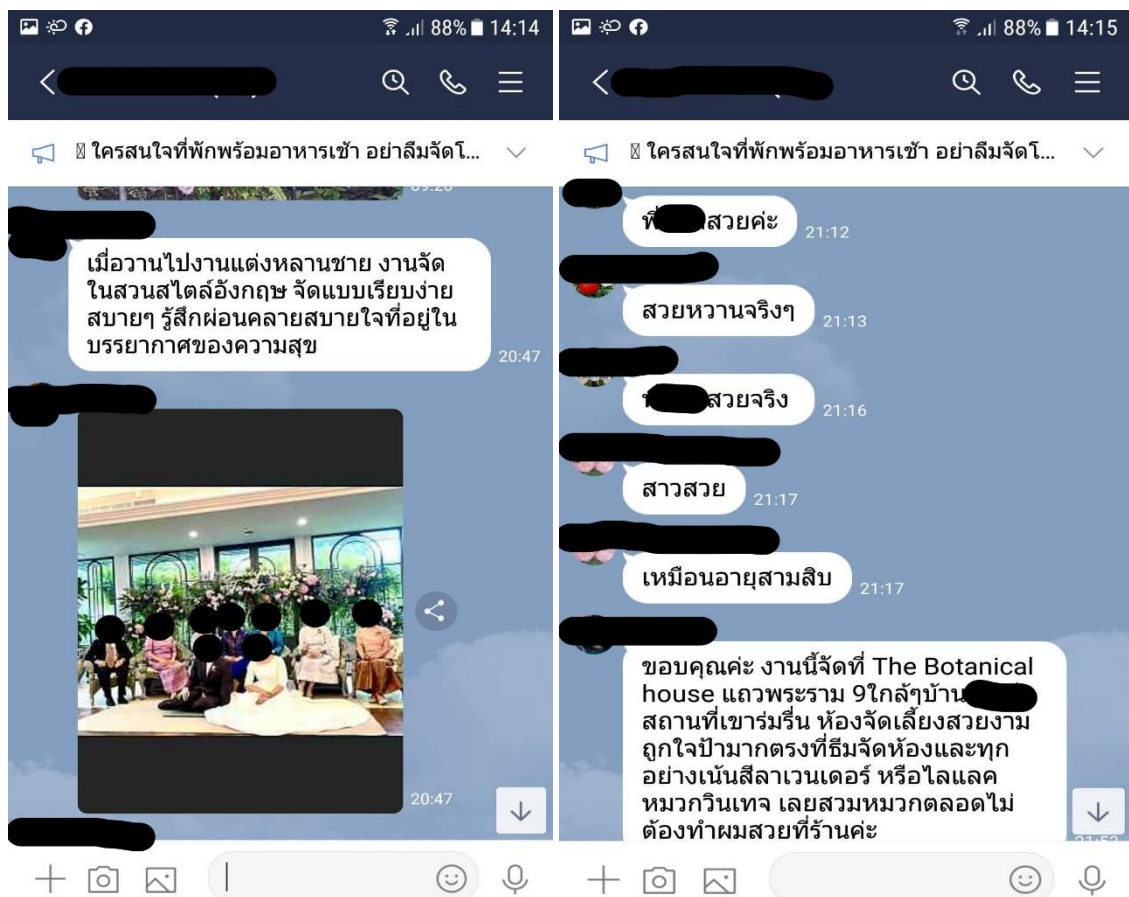 88% 14:14
ใครสนใจที่พักพร้อมอาหารเช้า อย่าลืมจัดโ...
09:20
เมื่อวานไปงานแต่งหลานชาย งานจัด
ในสวนสไตล์อังกฤษ จัดแบบเรียบง่าย
สบายๆ รู้สึกผ่อนคลายสบายใจที่อยู่ใน
บรรยากาศของความสุข
20:47
20:47
88% 14:15
ใครสนใจที่พักพร้อมอาหารเช้า อย่าลืมจัดโ...
พี่ สวยค่ะ
21:12
สวยหวานจริงๆ
21:13
สวยจริง
21:16
สาวสวย
21:17
เหมือนอายุสามสิบ
21:17
ขอบคุณค่ะ งานนี้จัดที่ The Botanical
house แถวพระราม 9ใกล้ๆบ้าน
สถานที่เขาร่มรื่น ห้องจัดเลี้ยงสวยงาม
ถูกใจป้ามากตรงที่ธีมจัดห้องและทุก
อย่างเน้นสีลาเวนเดอร์ หรือไลแลค
หมวกวินเทจ เลยสวมหมวกตลอดไม่
ต้องทำผมสวยที่ร้านค่ะ